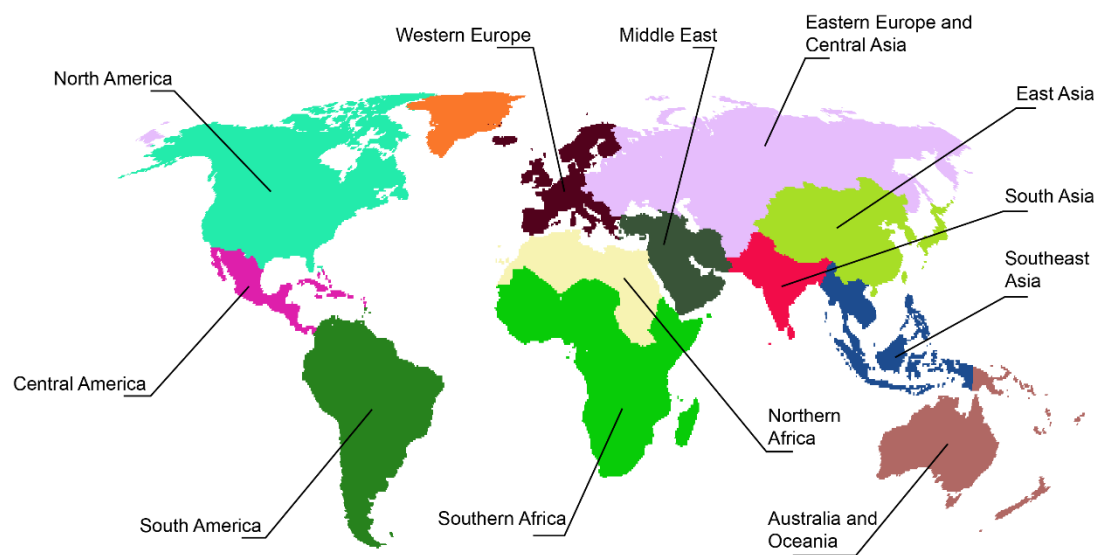 Western Europe
Middle East
Eastern Europe and
Central Asia
North America
East Asia
South Asia
Southeast
Asia
Central America
Northern
Africa
South America
Southern Africa
Australia and
Oceania